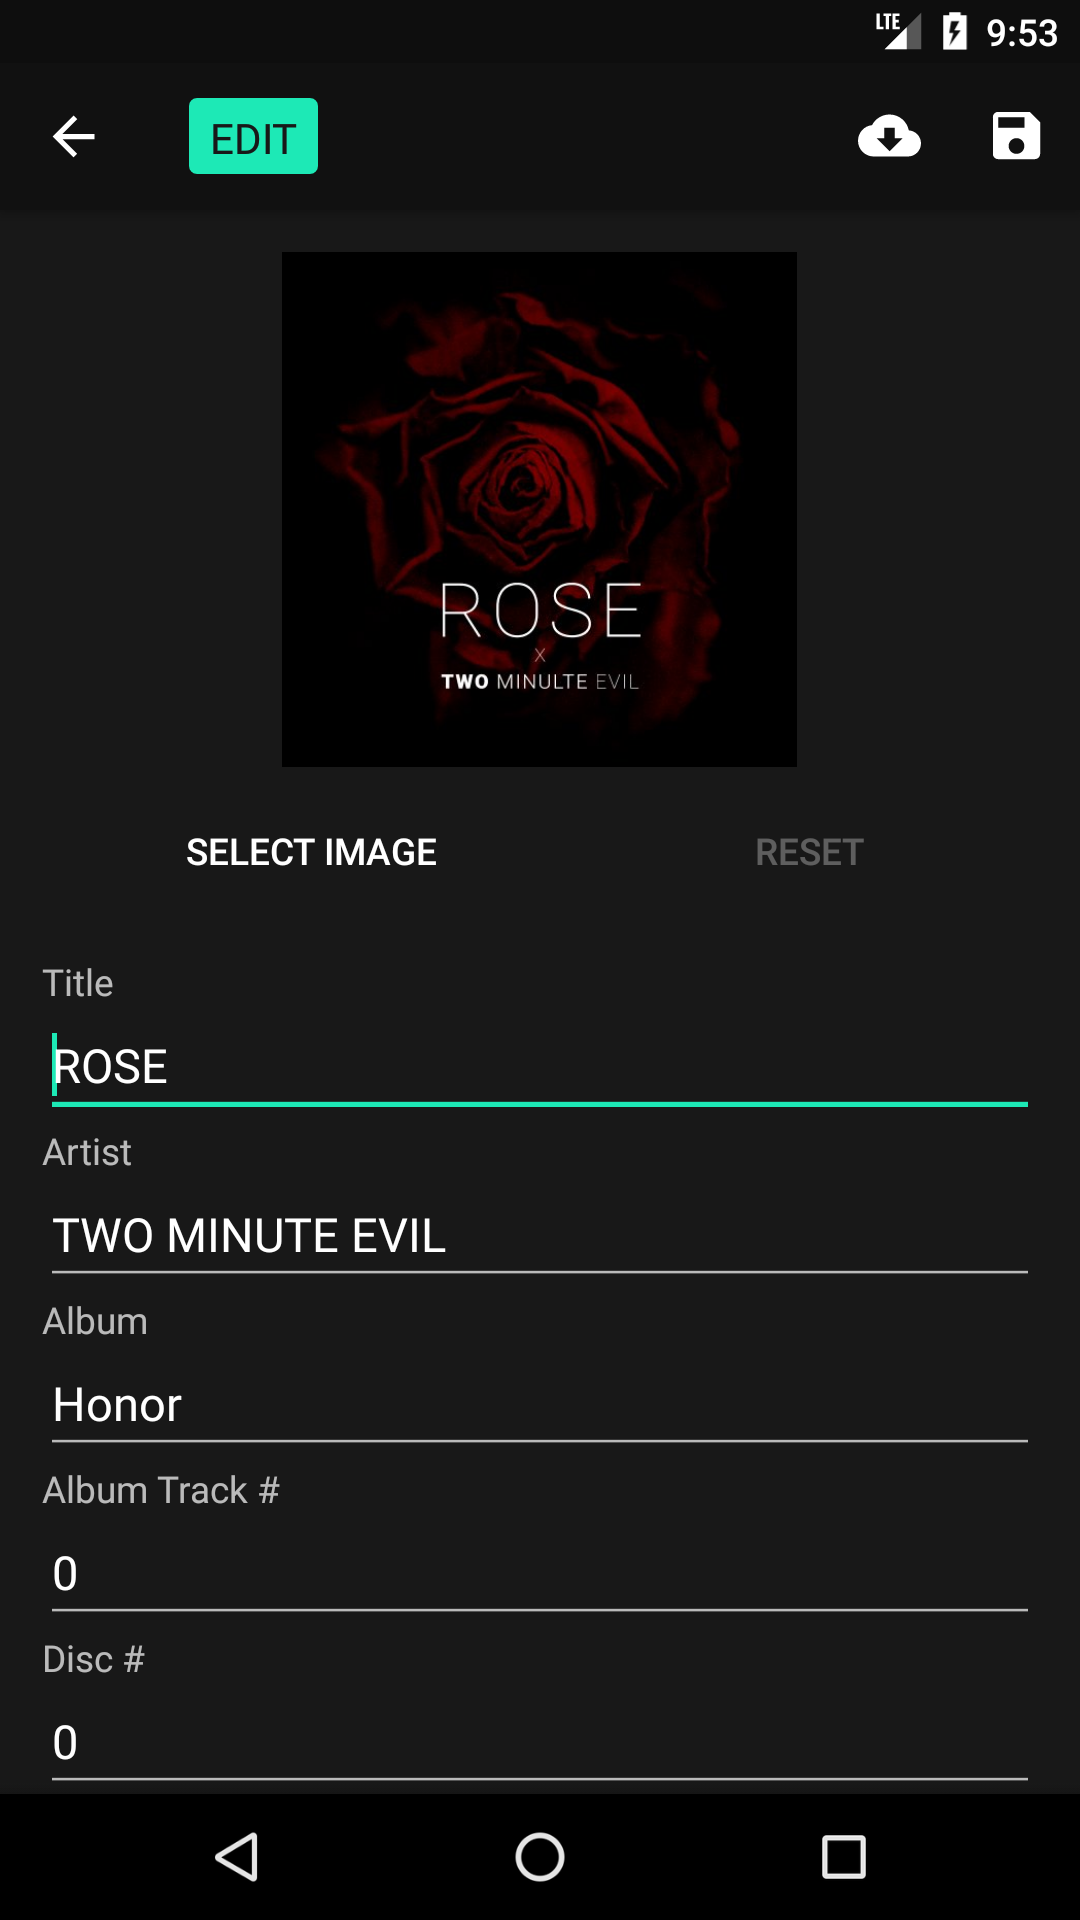 LTE 9:53
EDIT
ROSE
X
TWO MINULTE EVIL
SELECT IMAGE RESET
Title
ROSE
Artist
TWO MINUTE EVIL
Album
Honor
Album Track #
0
Disc #
0